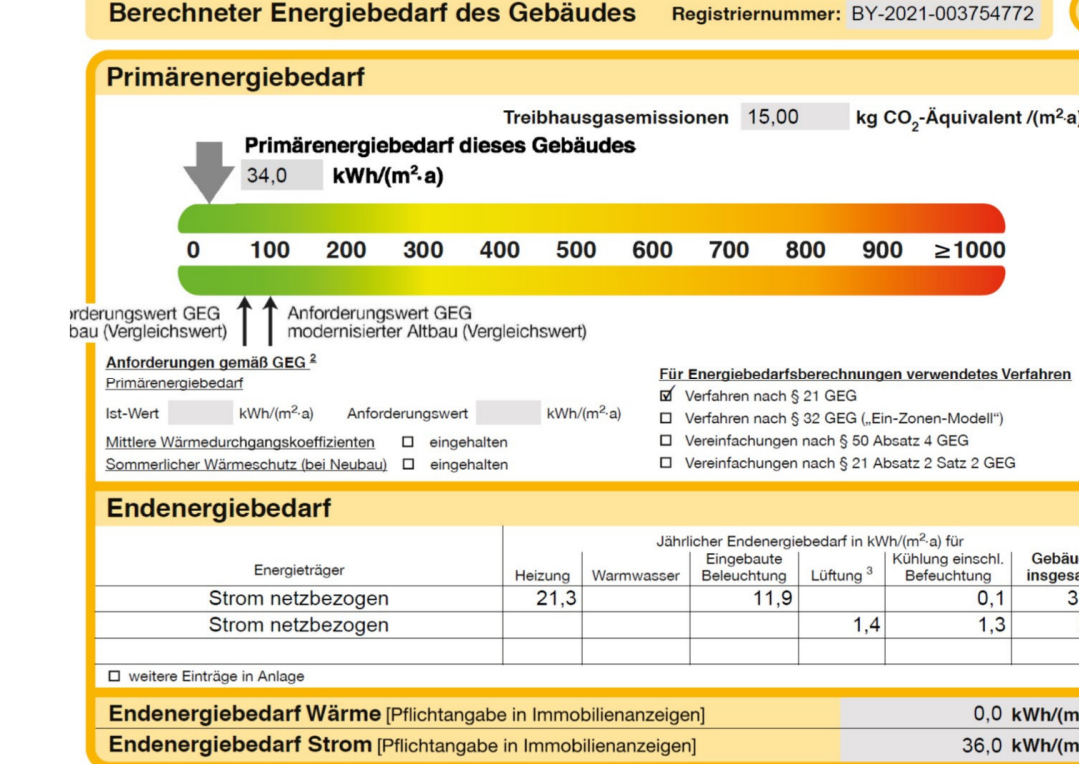 Berechneter Energiebedarf des Gebäudes Registriernummer: BY-2021-003754772
Primärenergiebedarf
Treibhausgasemissionen 15,00 kg CO₂-Äquivalent /(m²·a)
Primärenergiebedarf dieses Gebäudes
34,0 kWh/(m²·a)
0 100 200 300 400 500 600 700 800 900 ≥1000
GEG Anforderungswert GEG
(Vergleichswert) modernisierter Altbau (Vergleichswert)
Anforderungen gemäß GEG ²
Primärenergiebedarf
Ist-Wert kWh/(m²·a) Anforderungswert kWh/(m²·a)
Mittlere Wärmedurchgangskoeffizienten ☐ eingehalten
Sommerlicher Wärmeschutz (bei Neubau) ☐ eingehalten
Für Energiebedarfsberechnungen verwendetes Verfahren
☑ Verfahren nach § 21 GEG
☐ Verfahren nach § 32 GEG („Ein-Zonen-Modell“)
☐ Vereinfachungen nach § 50 Absatz 4 GEG
☐ Vereinfachungen nach § 21 Absatz 2 Satz 2 GEG
Endenergiebedarf
Jährlicher Endenergiebedarf in kWh/(m²·a) für
Energieträger Heizung Warmwasser Eingebaute Beleuchtung Lüftung ³ Kühlung einschl. Befeuchtung
Strom netzbezogen 21,3 11,9 0,1
Strom netzbezogen 1,4 1,3
☐ weitere Einträge in Anlage
Endenergiebedarf Wärme [Pflichtangabe in Immobilienanzeigen] 0,0 kWh/(m
Endenergiebedarf Strom [Pflichtangabe in Immobilienanzeigen] 36,0 kWh/(m